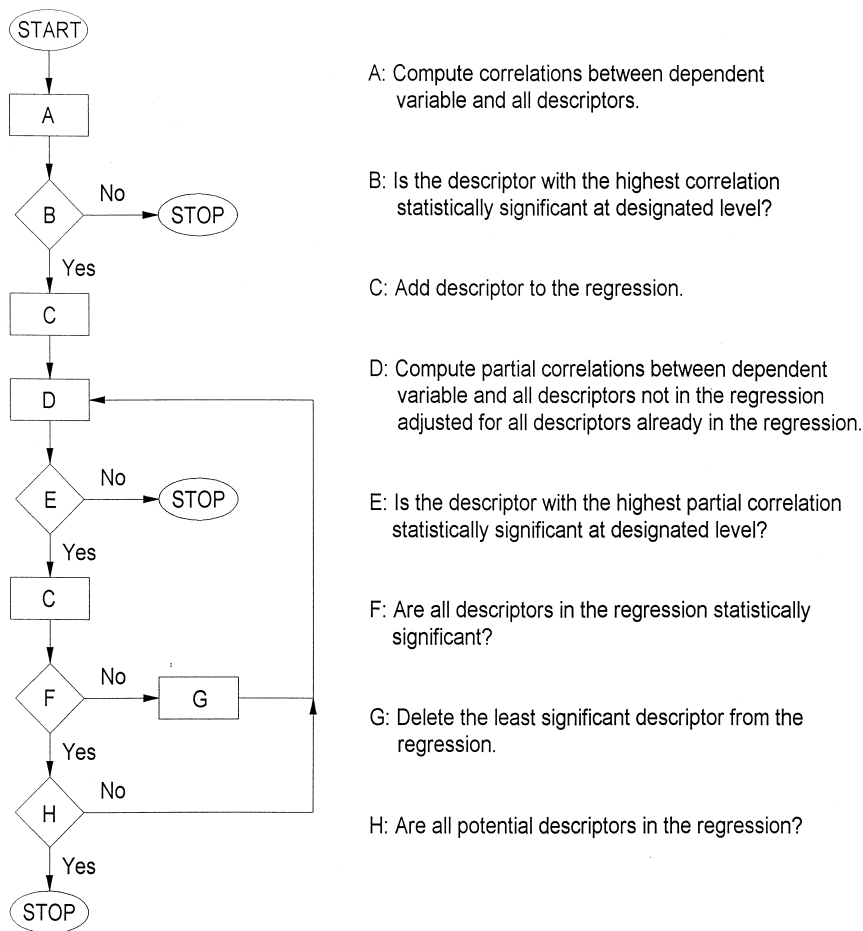 START
A
B
No
STOP
Yes
C
D
E
No
STOP
Yes
C
F
No
G
Yes
H
No
Yes
STOP
A: Compute correlations between dependent
variable and all descriptors.
B: Is the descriptor with the highest correlation
statistically significant at designated level?
C: Add descriptor to the regression.
D: Compute partial correlations between dependent
variable and all descriptors not in the regression
adjusted for all descriptors already in the regression.
E: Is the descriptor with the highest partial correlation
statistically significant at designated level?
F: Are all descriptors in the regression statistically
significant?
G: Delete the least significant descriptor from the
regression.
H: Are all potential descriptors in the regression?